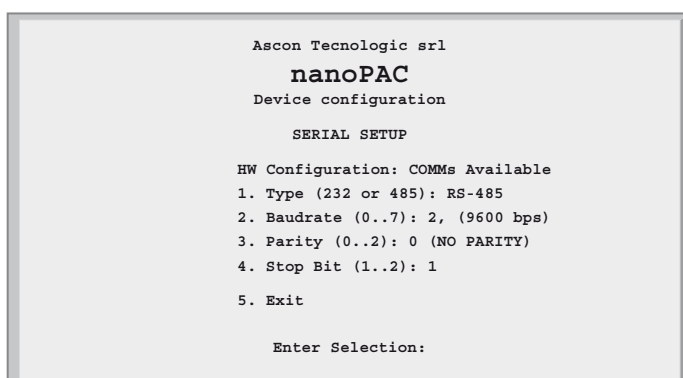 Ascon Tecnologic srl
nanoPAC
Device configuration
SERIAL SETUP
HW Configuration: COMMs Available
1. Type (232 or 485): RS-485
2. Baudrate (0..7): 2, (9600 bps)
3. Parity (0..2): 0 (NO PARITY)
4. Stop Bit (1..2): 1
5. Exit
Enter Selection: